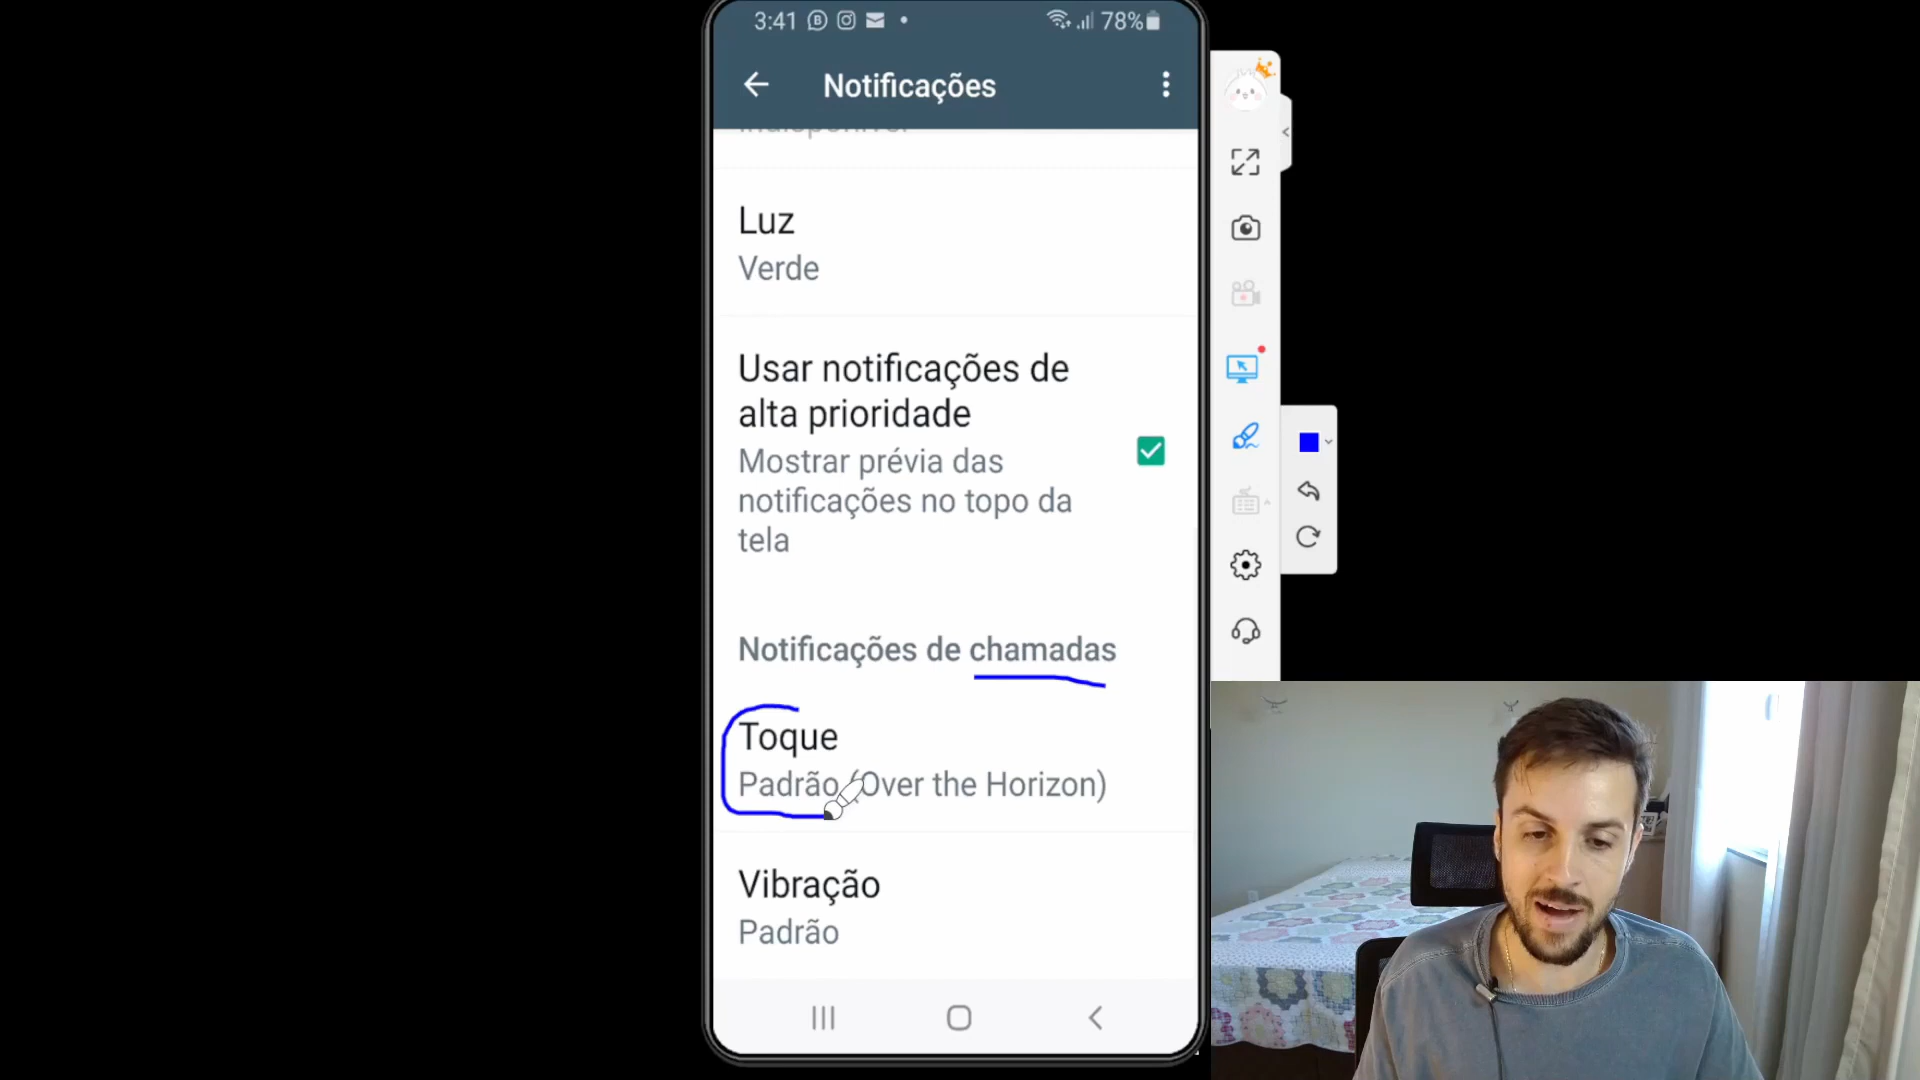 3:41 78%
Notificações
Luz
Verde
Usar notificações de
alta prioridade
Mostrar prévia das
notificações no topo da
tela
Notificações de chamadas
Toque
Padrão (Over the Horizon)
Vibração
Padrão